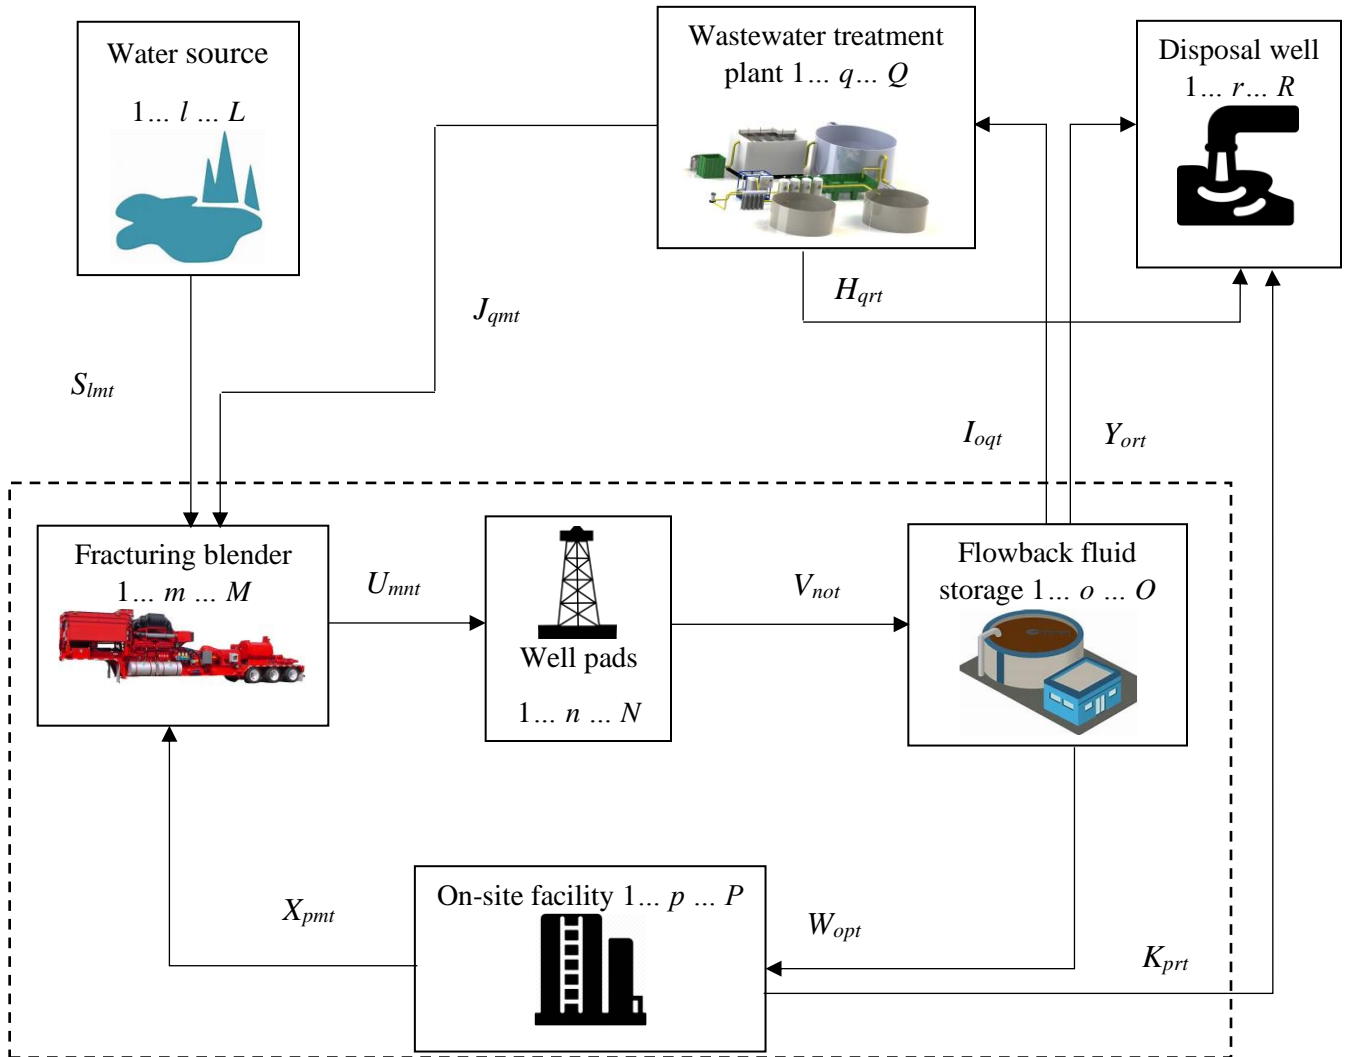 Water source
1... l ... L
Wastewater treatment
plant 1... q... Q
Disposal well
1... r... R
H_qrt
J_qmt
S_lmt
I_oqt
Y_ort
Fracturing blender
1... m ... M
U_mnt
Well pads
1... n ... N
V_not
Flowback fluid
storage 1... o ... O
X_pmt
On-site facility 1... p ... P
W_opt
K_prt